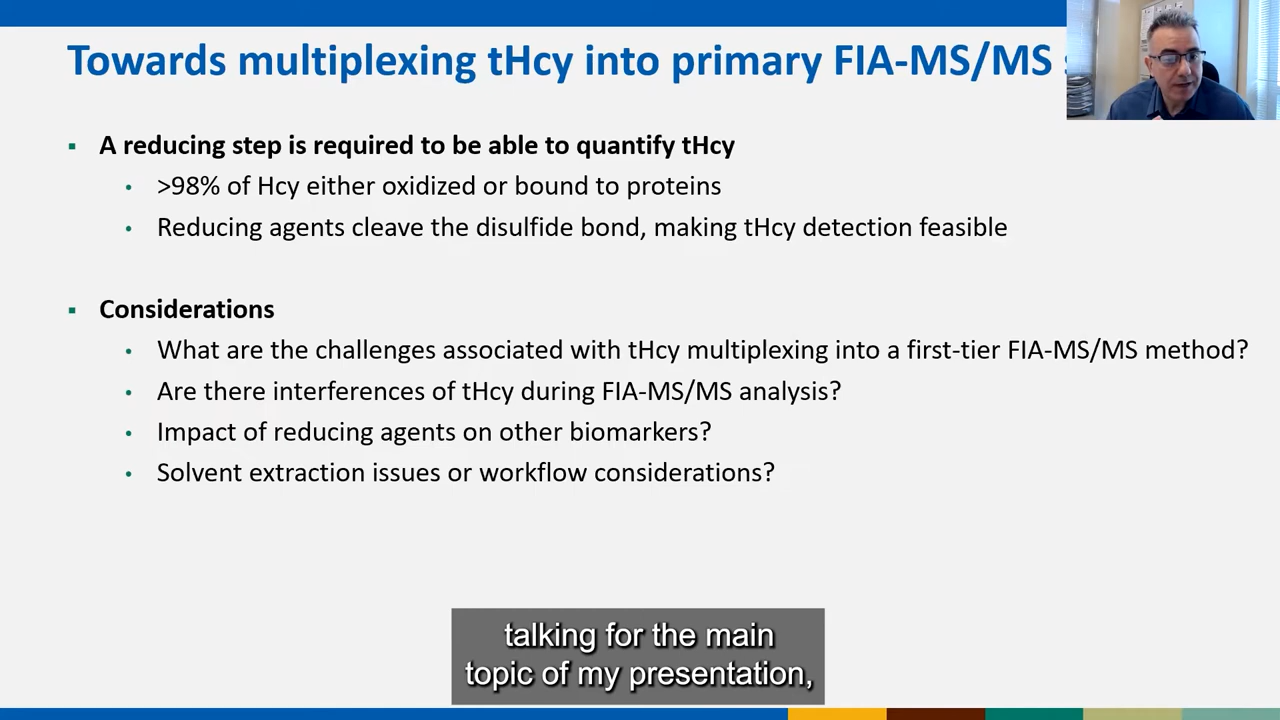 Towards multiplexing tHcy into primary FIA-MS/MS
▪ A reducing step is required to be able to quantify tHcy
• >98% of Hcy either oxidized or bound to proteins
• Reducing agents cleave the disulfide bond, making tHcy detection feasible
▪ Considerations
• What are the challenges associated with tHcy multiplexing into a first-tier FIA-MS/MS method?
• Are there interferences of tHcy during FIA-MS/MS analysis?
• Impact of reducing agents on other biomarkers?
• Solvent extraction issues or workflow considerations?
talking for the main
topic of my presentation,